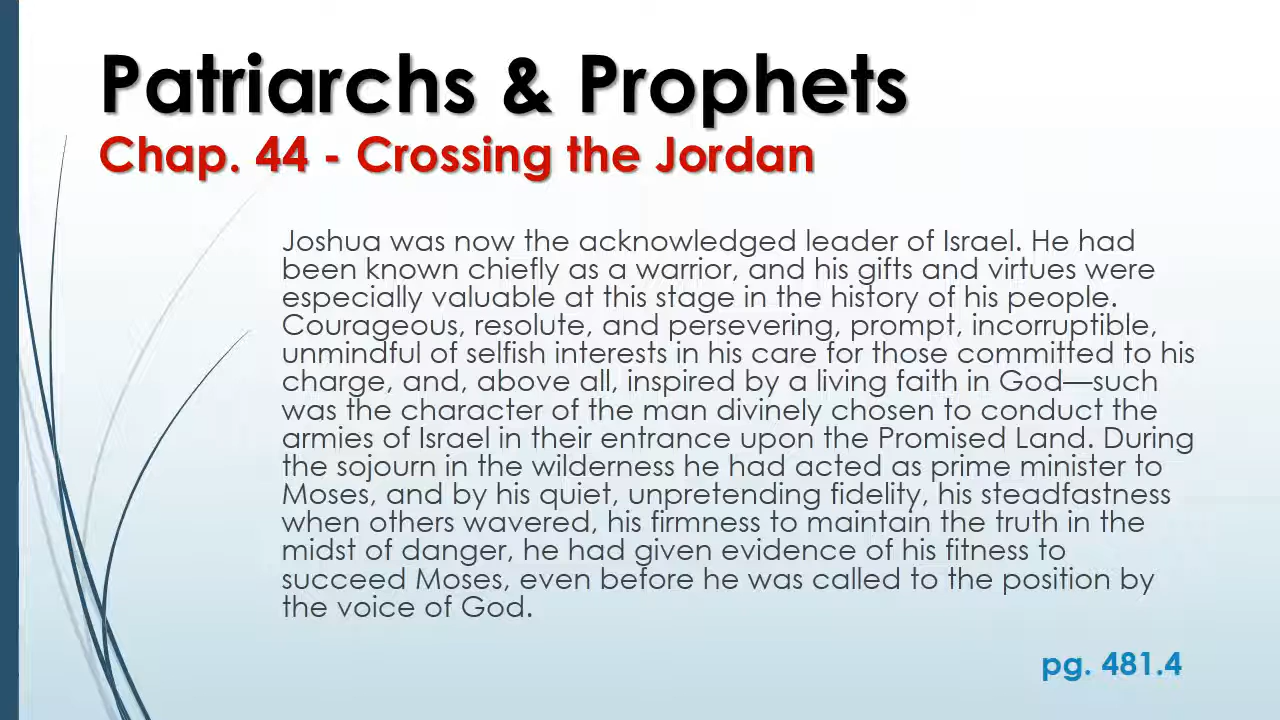 Patriarchs & Prophets
Chap. 44 - Crossing the Jordan
Joshua was now the acknowledged leader of Israel. He had
been known chiefly as a warrior, and his gifts and virtues were
especially valuable at this stage in the history of his people.
Courageous, resolute, and persevering, prompt, incorruptible,
unmindful of selfish interests in his care for those committed to his
charge, and, above all, inspired by a living faith in God—such
was the character of the man divinely chosen to conduct the
armies of Israel in their entrance upon the Promised Land. During
the sojourn in the wilderness he had acted as prime minister to
Moses, and by his quiet, unpretending fidelity, his steadfastness
when others wavered, his firmness to maintain the truth in the
midst of danger, he had given evidence of his fitness to
succeed Moses, even before he was called to the position by
the voice of God.
pg. 481.4